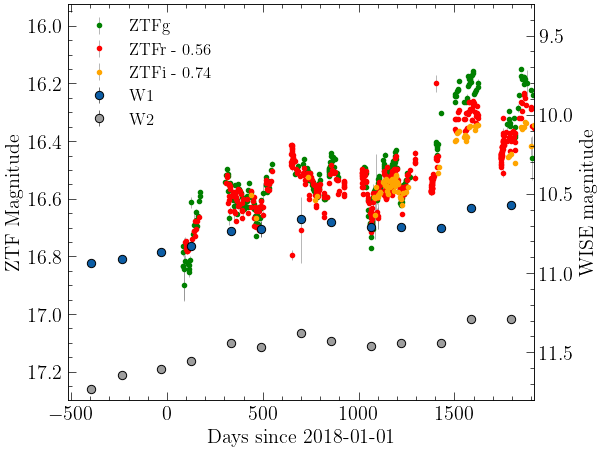 ZTFg
ZTFr - 0.56
ZTFi - 0.74
W1
W2
16.0
16.2
16.4
16.6
16.8
17.0
17.2
ZTF Magnitude
9.5
10.0
10.5
11.0
11.5
WISE magnitude
−500
0
500
1000
1500
Days since 2018-01-01